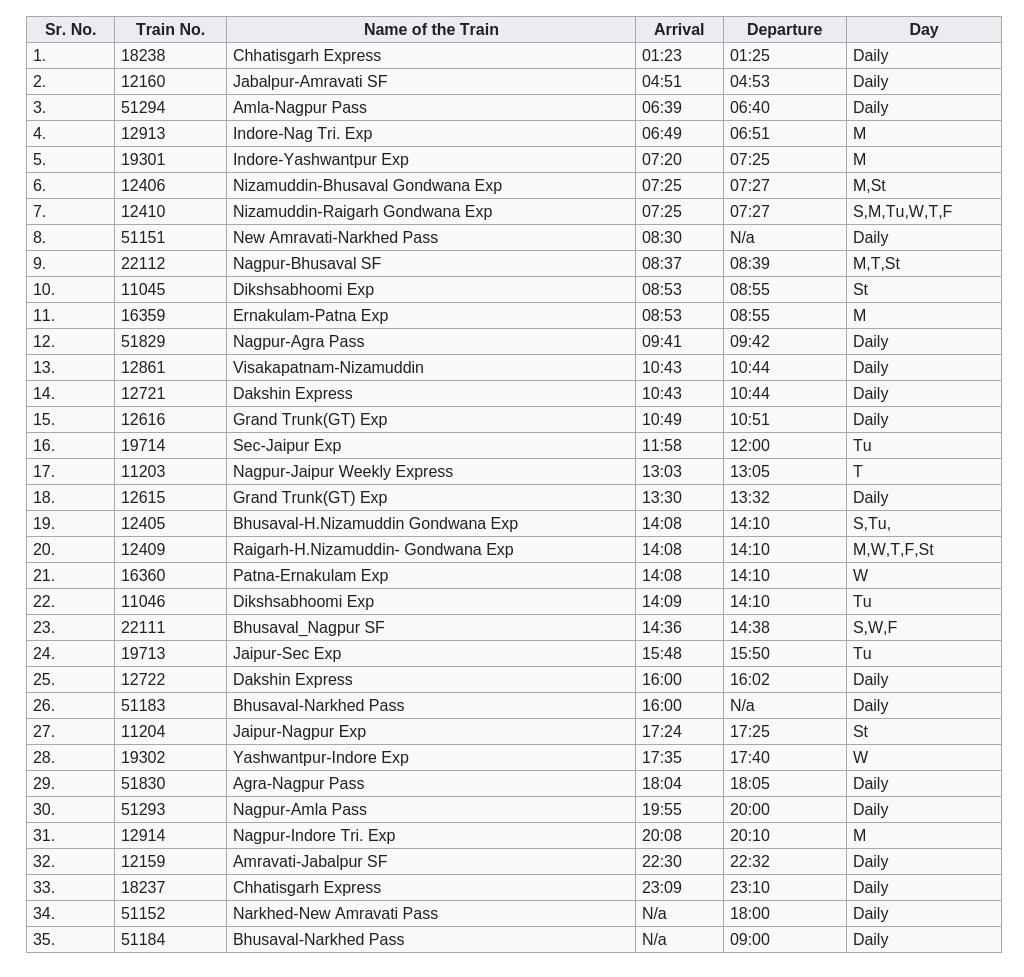 Sr. No. Train No. Name of the Train Arrival Departure Day
1. 18238 Chhatisgarh Express 01:23 01:25 Daily
2. 12160 Jabalpur-Amravati SF 04:51 04:53 Daily
3. 51294 Amla-Nagpur Pass 06:39 06:40 Daily
4. 12913 Indore-Nag Tri. Exp 06:49 06:51 M
5. 19301 Indore-Yashwantpur Exp 07:20 07:25 M
6. 12406 Nizamuddin-Bhusaval Gondwana Exp 07:25 07:27 M,St
7. 12410 Nizamuddin-Raigarh Gondwana Exp 07:25 07:27 S,M,Tu,W,T,F
8. 51151 New Amravati-Narkhed Pass 08:30 N/a Daily
9. 22112 Nagpur-Bhusaval SF 08:37 08:39 M,T,St
10. 11045 Dikshsabhoomi Exp 08:53 08:55 St
11. 16359 Ernakulam-Patna Exp 08:53 08:55 M
12. 51829 Nagpur-Agra Pass 09:41 09:42 Daily
13. 12861 Visakapatnam-Nizamuddin 10:43 10:44 Daily
14. 12721 Dakshin Express 10:43 10:44 Daily
15. 12616 Grand Trunk(GT) Exp 10:49 10:51 Daily
16. 19714 Sec-Jaipur Exp 11:58 12:00 Tu
17. 11203 Nagpur-Jaipur Weekly Express 13:03 13:05 T
18. 12615 Grand Trunk(GT) Exp 13:30 13:32 Daily
19. 12405 Bhusaval-H.Nizamuddin Gondwana Exp 14:08 14:10 S,Tu,
20. 12409 Raigarh-H.Nizamuddin- Gondwana Exp 14:08 14:10 M,W,T,F,St
21. 16360 Patna-Ernakulam Exp 14:08 14:10 W
22. 11046 Dikshsabhoomi Exp 14:09 14:10 Tu
23. 22111 Bhusaval_Nagpur SF 14:36 14:38 S,W,F
24. 19713 Jaipur-Sec Exp 15:48 15:50 Tu
25. 12722 Dakshin Express 16:00 16:02 Daily
26. 51183 Bhusaval-Narkhed Pass 16:00 N/a Daily
27. 11204 Jaipur-Nagpur Exp 17:24 17:25 St
28. 19302 Yashwantpur-Indore Exp 17:35 17:40 W
29. 51830 Agra-Nagpur Pass 18:04 18:05 Daily
30. 51293 Nagpur-Amla Pass 19:55 20:00 Daily
31. 12914 Nagpur-Indore Tri. Exp 20:08 20:10 M
32. 12159 Amravati-Jabalpur SF 22:30 22:32 Daily
33. 18237 Chhatisgarh Express 23:09 23:10 Daily
34. 51152 Narkhed-New Amravati Pass N/a 18:00 Daily
35. 51184 Bhusaval-Narkhed Pass N/a 09:00 Daily